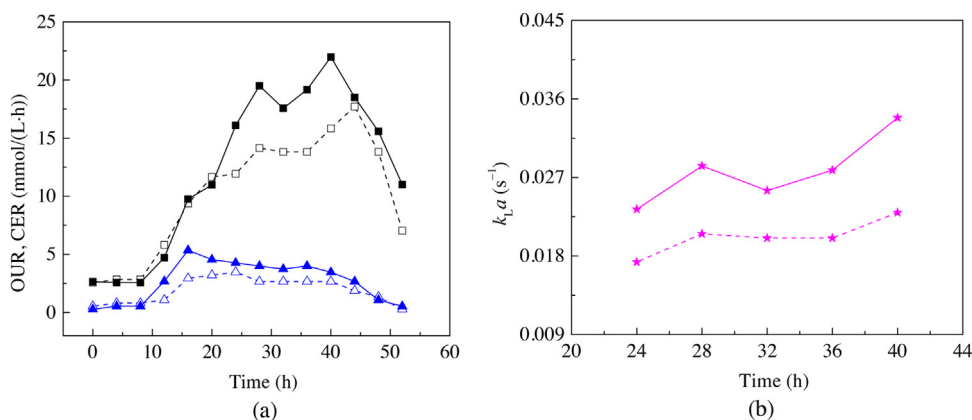 OUR, CER (mmol/(L·h))
25
20
15
10
5
0
0 10 20 30 40 50 60
Time (h)
(a)
k_L a (s⁻¹)
0.045
0.036
0.027
0.018
0.009
20 24 28 32 36 40 44
Time (h)
(b)